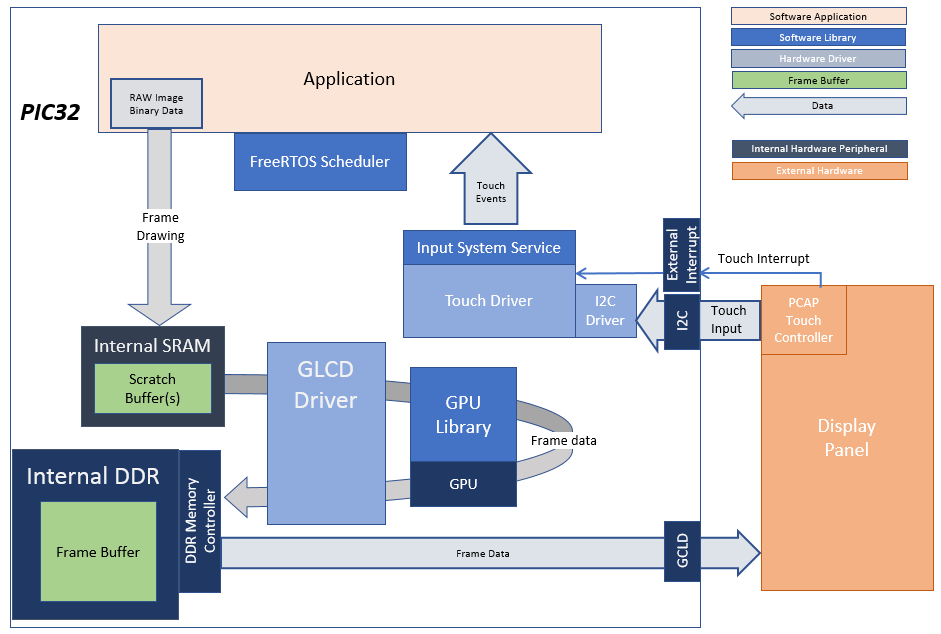 Software Application
Software Library
Hardware Driver
Frame Buffer
Data
Internal Hardware Peripheral
External Hardware
PIC32
Application
RAW Image
Binary Data
FreeRTOS Scheduler
Touch
Events
Frame
Drawing
Input System Service
Touch Driver
I2C
Driver
External
Interrupt
Touch Interrupt
I2C
Touch
Input
PCAP
Touch
Controller
Display
Panel
Internal SRAM
Scratch
Buffer(s)
GLCD
Driver
GPU
Library
GPU
Frame data
Internal DDR
Frame Buffer
DDR Memory
Controller
Frame Data
GCLD